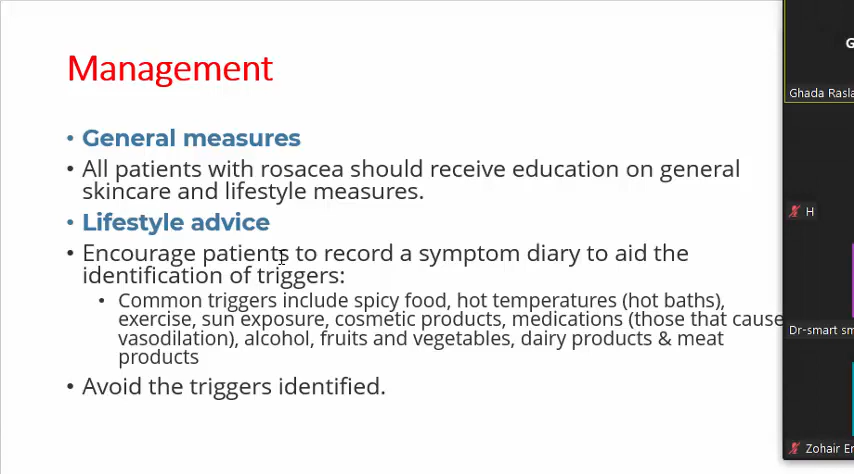 Management
• General measures
• All patients with rosacea should receive education on general
skincare and lifestyle measures.
• Lifestyle advice
• Encourage patients to record a symptom diary to aid the
identification of triggers:
• Common triggers include spicy food, hot temperatures (hot baths),
exercise, sun exposure, cosmetic products, medications (those that cause
vasodilation), alcohol, fruits and vegetables, dairy products & meat
products
• Avoid the triggers identified.
G
Ghada Rasla
H
Dr-smart sm
Zohair Er